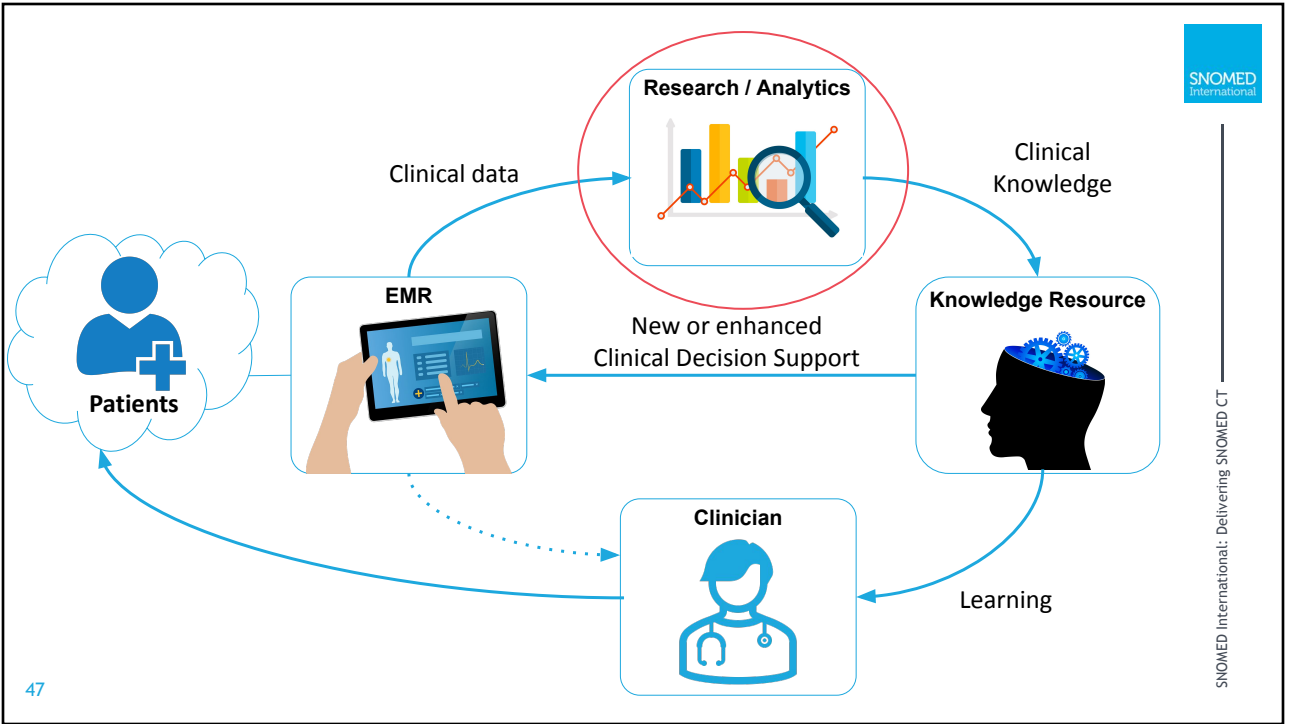 Research / Analytics
SNOMED
International
Clinical data
Clinical
Knowledge
EMR
Knowledge Resource
New or enhanced
Clinical Decision Support
Patients
Clinician
Learning
SNOMED International: Delivering SNOMED CT
47